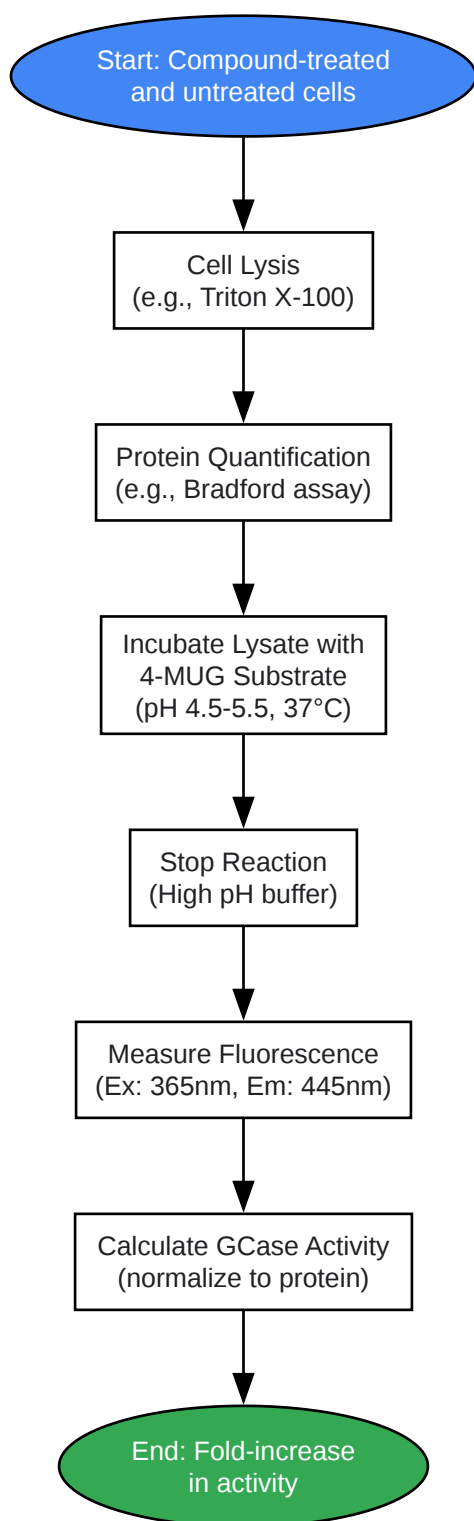 Start: Compound-treated
and untreated cells
Cell Lysis
(e.g., Triton X-100)
Protein Quantification
(e.g., Bradford assay)
Incubate Lysate with
4-MUG Substrate
(pH 4.5-5.5, 37°C)
Stop Reaction
(High pH buffer)
Measure Fluorescence
(Ex: 365nm, Em: 445nm)
Calculate GCase Activity
(normalize to protein)
End: Fold-increase
in activity